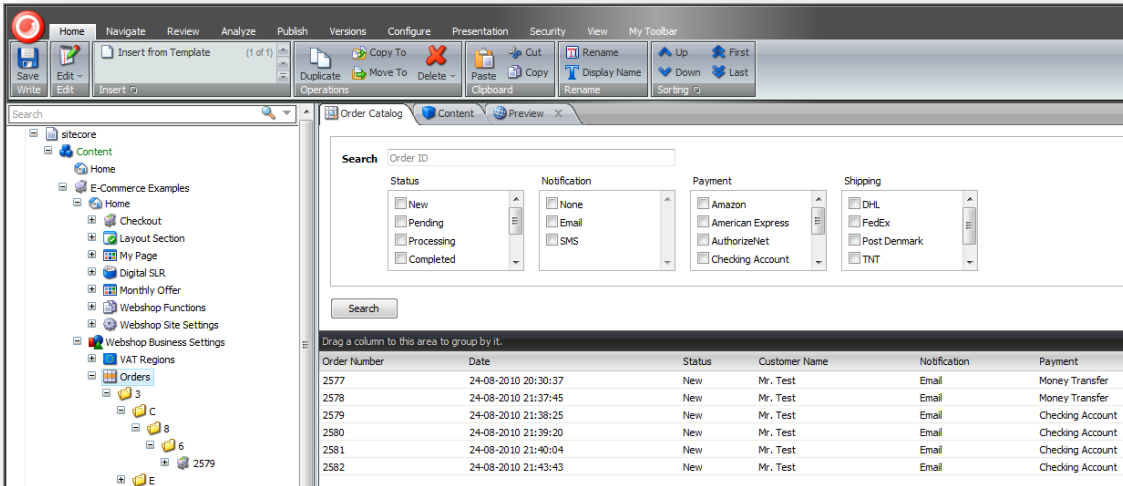 Home Navigate Review Analyze Publish Versions Configure Presentation Security View My Toolbar
Save
Write
Edit
Edit
Insert from Template (1 of 1)
Insert
Duplicate
Copy To
Move To
Delete
Operations
Paste
Cut
Copy
Clipboard
Rename
Display Name
Rename
Up
Down
First
Last
Sorting
Search
sitecore
Content
Home
E-Commerce Examples
Home
Checkout
Layout Section
My Page
Digital SLR
Monthly Offer
Webshop Functions
Webshop Site Settings
Webshop Business Settings
VAT Regions
Orders
3
C
8
6
2579
E
Order Catalog Content Preview X
Search Order ID
Status Notification Payment Shipping
New None Amazon DHL
Pending Email American Express FedEx
Processing SMS AuthorizeNet Post Denmark
Completed Checking Account TNT
Search
Drag a column to this area to group by it.
Order Number Date Status Customer Name Notification Payment
2577 24-08-2010 20:30:37 New Mr. Test Email Money Transfer
2578 24-08-2010 21:37:45 New Mr. Test Email Money Transfer
2579 24-08-2010 21:38:25 New Mr. Test Email Checking Account
2580 24-08-2010 21:39:20 New Mr. Test Email Checking Account
2581 24-08-2010 21:40:04 New Mr. Test Email Checking Account
2582 24-08-2010 21:43:43 New Mr. Test Email Checking Account